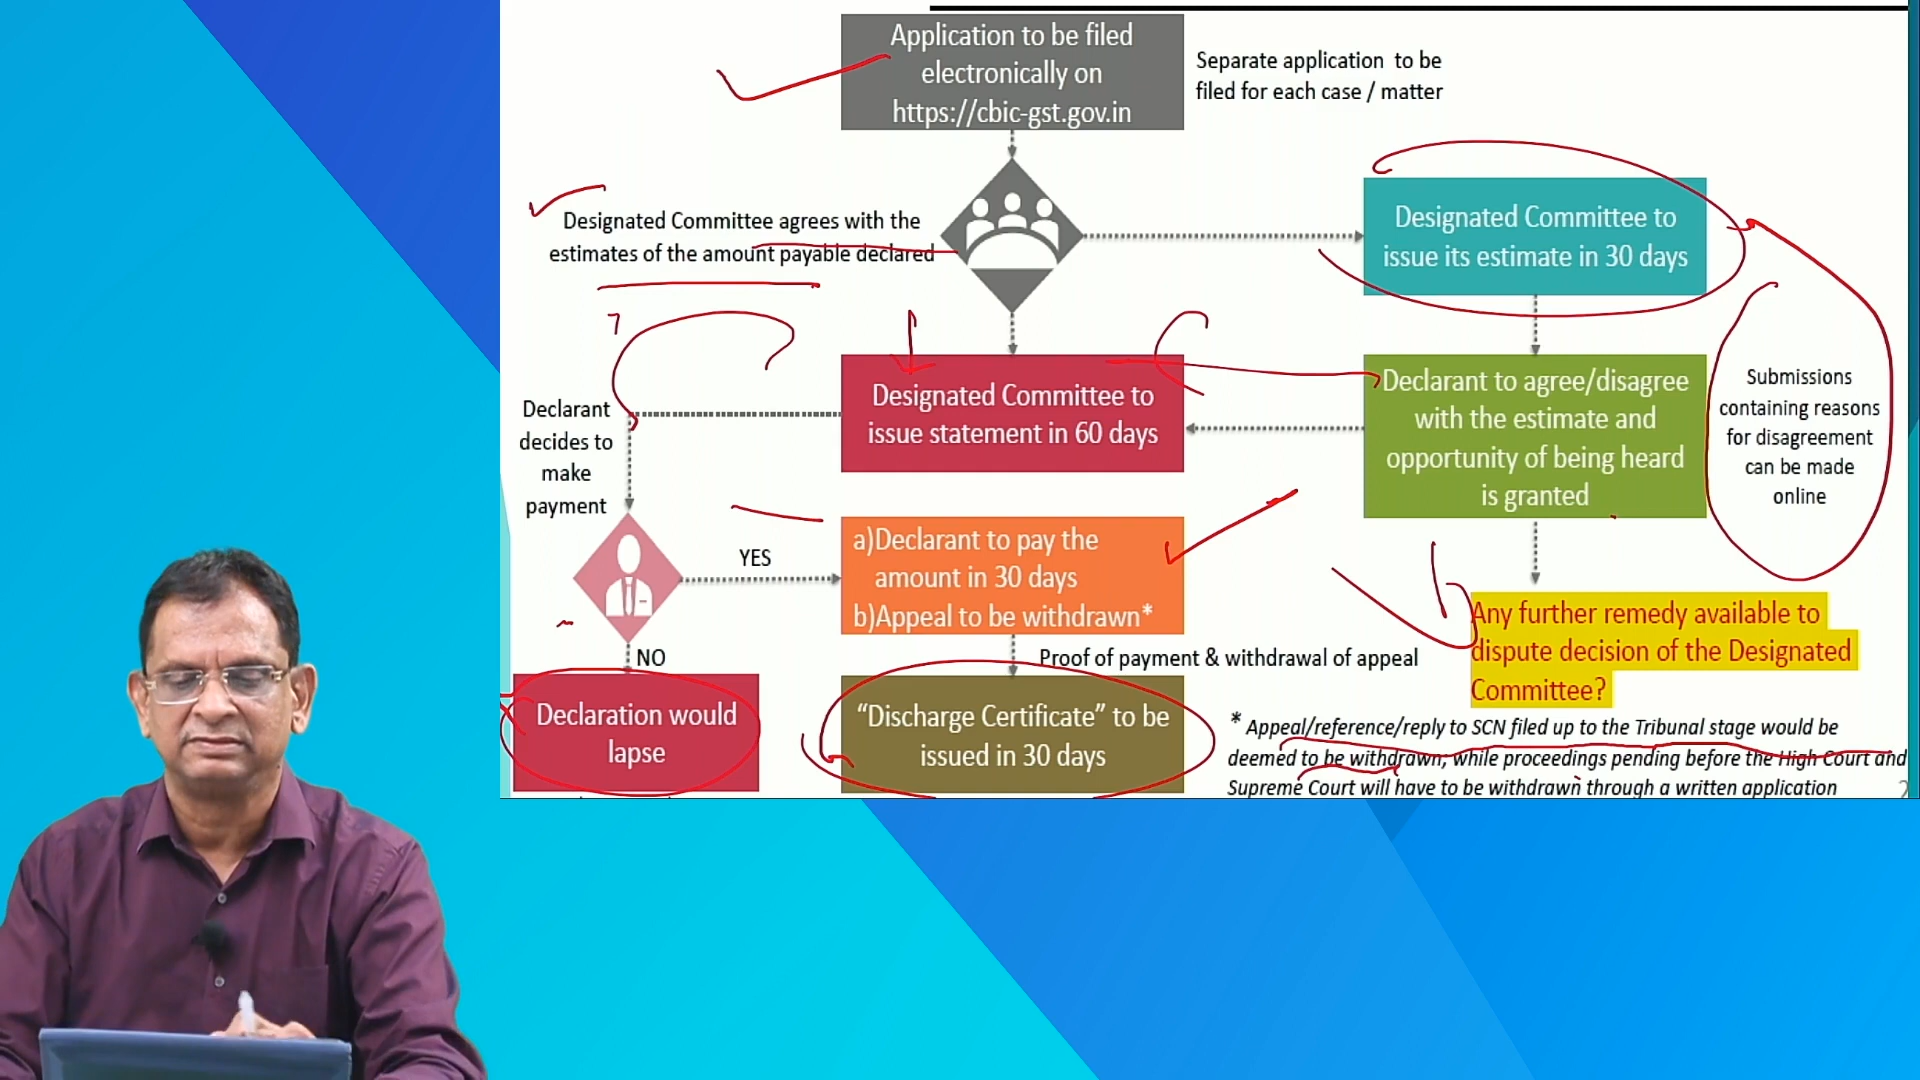 Application to be filed
electronically on
https://cbic-gst.gov.in
Separate application to be
filed for each case / matter
Designated Committee agrees with the
estimates of the amount payable declared
Designated Committee to
issue its estimate in 30 days
Designated Committee to
issue statement in 60 days
Declarant to agree/disagree
with the estimate and
opportunity of being heard
is granted
Submissions
containing reasons
for disagreement
can be made
online
Declarant
decides to
make
payment
YES
a)Declarant to pay the
amount in 30 days
b)Appeal to be withdrawn*
NO
Proof of payment & withdrawal of appeal
Any further remedy available to
dispute decision of the Designated
Committee?
Declaration would
lapse
“Discharge Certificate” to be
issued in 30 days
* Appeal/reference/reply to SCN filed up to the Tribunal stage would be
deemed to be withdrawn; while proceedings pending before the High Court and
Supreme Court will have to be withdrawn through a written application